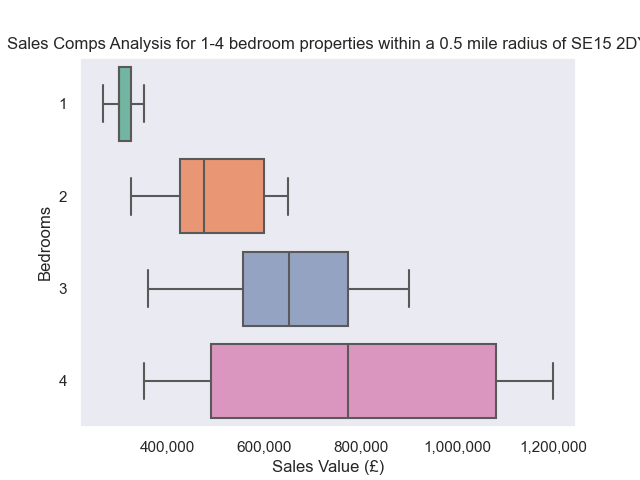 Sales Comps Analysis for 1-4 bedroom properties within a 0.5 mile radius of SE15 2DY
1
2
3
4
Bedrooms
400,000 600,000 800,000 1,000,000 1,200,000
Sales Value (£)